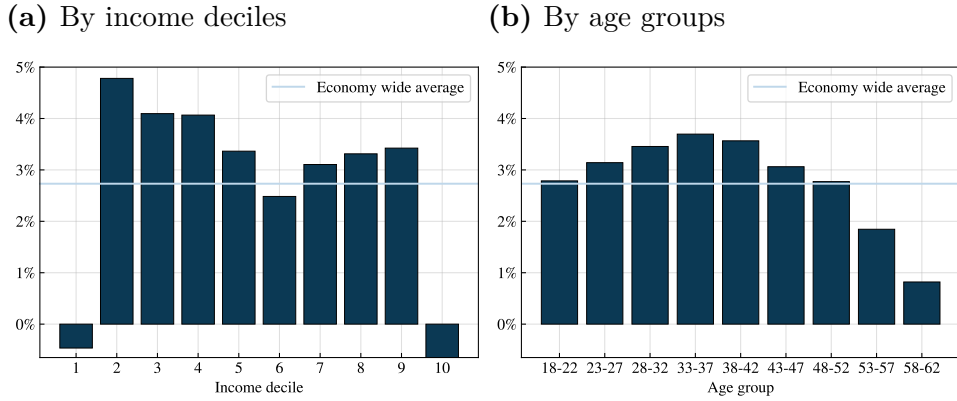 (a) By income deciles
5%
4%
3%
2%
1%
0%
Economy wide average
1 2 3 4 5 6 7 8 9 10
Income decile
(b) By age groups
5%
4%
3%
2%
1%
0%
Economy wide average
18-22 23-27 28-32 33-37 38-42 43-47 48-52 53-57 58-62
Age group